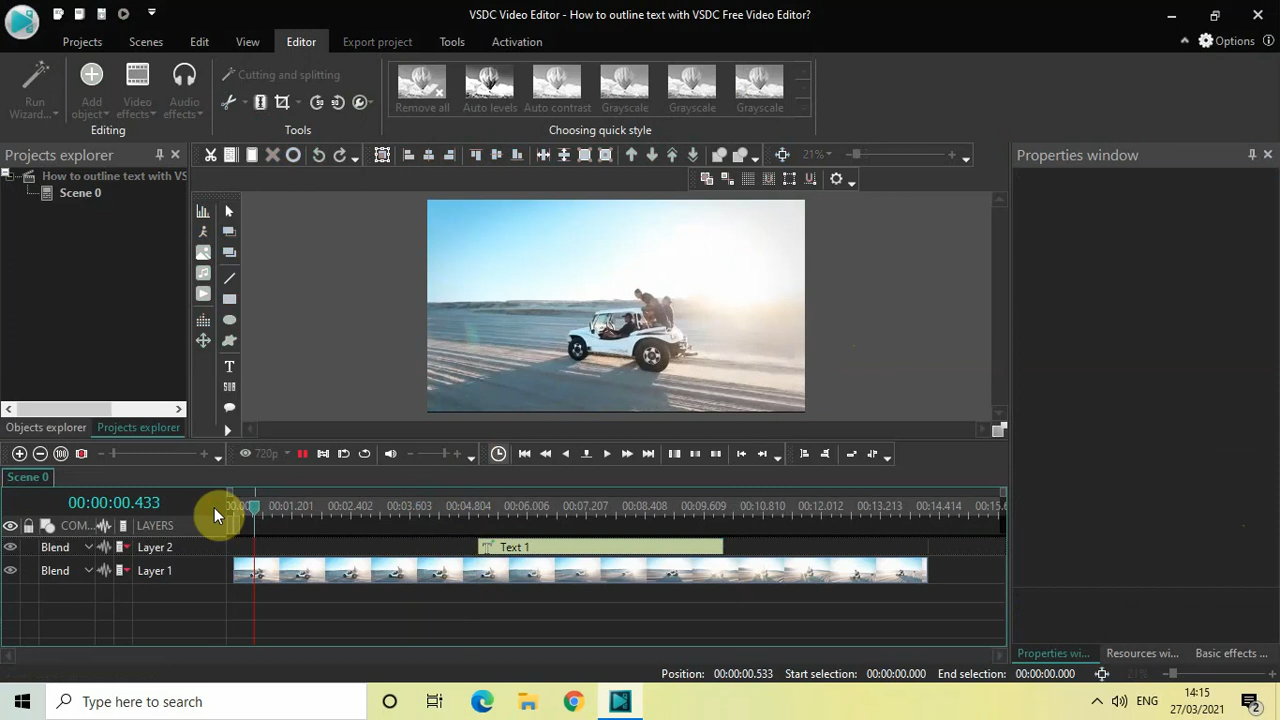 VSDC Video Editor - How to outline text with VSDC Free Video Editor?
Projects
Scenes
Edit
View
Editor
Export project
Tools
Activation
Options
Run
Wizard...
Add
object
Video
effects
Audio
effects
Editing
Cutting and splitting
Tools
Remove all
Auto levels
Auto contrast
Grayscale
Grayscale
Grayscale
Choosing quick style
Projects explorer
How to outline text with VS
Scene 0
21%
Properties window
T
SUB
Objects explorer
Projects explorer
720p
Scene 0
00:00:00.433
00:01.201
00:02.402
00:03.603
00:04.804
00:06.006
00:07.207
00:08.408
00:09.609
00:10.810
00:12.012
00:13.213
00:14.414
00:15.6
COM...
LAYERS
Blend
Layer 2
Text 1
Blend
Layer 1
Properties wi...
Resources wi...
Basic effects ...
Position: 00:00:00.533
Start selection: 00:00:00.000
End selection: 00:00:00.000
21%
Type here to search
ENG
14:15
27/03/2021
2